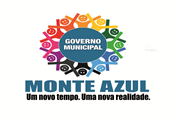 GOVERNO
MUNICIPAL
MONTE AZUL
Um novo tempo. Uma nova realidade.